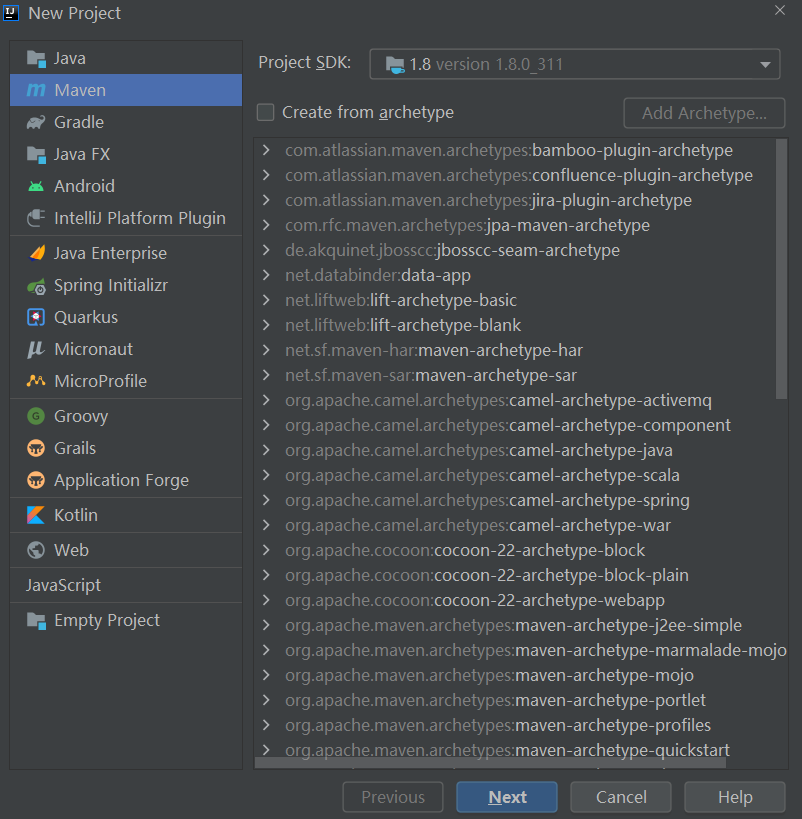 New Project
Java
Maven
Gradle
Java FX
Android
IntelliJ Platform Plugin
Java Enterprise
Spring Initializr
Quarkus
Micronaut
MicroProfile
Groovy
Grails
Application Forge
Kotlin
Web
JavaScript
Empty Project
Project SDK: 1.8 version 1.8.0_311
Create from archetype Add Archetype...
com.atlassian.maven.archetypes:bamboo-plugin-archetype
com.atlassian.maven.archetypes:confluence-plugin-archetype
com.atlassian.maven.archetypes:jira-plugin-archetype
com.rfc.maven.archetypes:jpa-maven-archetype
de.akquinet.jbosscc:jbosscc-seam-archetype
net.databinder:data-app
net.liftweb:lift-archetype-basic
net.liftweb:lift-archetype-blank
net.sf.maven-har:maven-archetype-har
net.sf.maven-sar:maven-archetype-sar
org.apache.camel.archetypes:camel-archetype-activemq
org.apache.camel.archetypes:camel-archetype-component
org.apache.camel.archetypes:camel-archetype-java
org.apache.camel.archetypes:camel-archetype-scala
org.apache.camel.archetypes:camel-archetype-spring
org.apache.camel.archetypes:camel-archetype-war
org.apache.cocoon:cocoon-22-archetype-block
org.apache.cocoon:cocoon-22-archetype-block-plain
org.apache.cocoon:cocoon-22-archetype-webapp
org.apache.maven.archetypes:maven-archetype-j2ee-simple
org.apache.maven.archetypes:maven-archetype-marmalade-mojo
org.apache.maven.archetypes:maven-archetype-mojo
org.apache.maven.archetypes:maven-archetype-portlet
org.apache.maven.archetypes:maven-archetype-profiles
org.apache.maven.archetypes:maven-archetype-quickstart
Previous Next Cancel Help